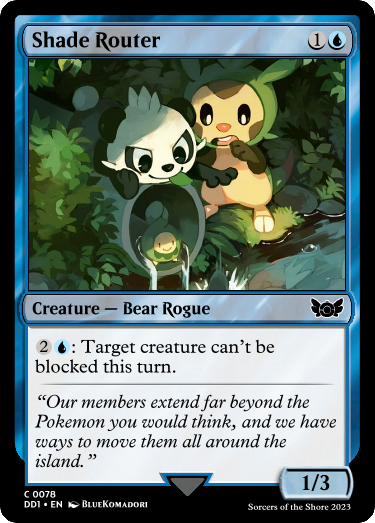 Shade Router 1
Creature — Bear Rogue
2 : Target creature can't be
blocked this turn.
"Our members extend far beyond the
Pokemon you would think, and we have
ways to move them all around the
island."
1/3
C 0078
DD1 • EN BlueKomadori
Sorcers of the Shore 2023